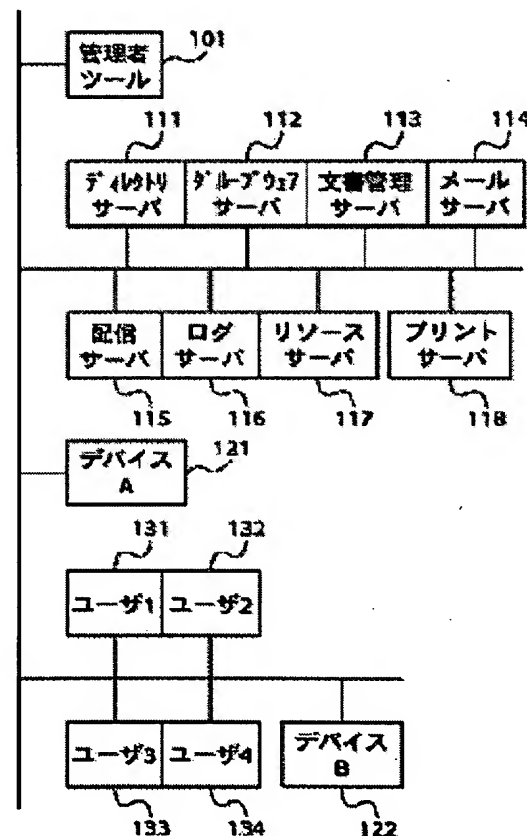 管理者
ツール
101
111
112
113
114
ディレクトリ
サーバ
グループウェア
サーバ
文書管理
サーバ
メール
サーバ
配信
サーバ
ログ
サーバ
リソース
サーバ
プリント
サーバ
115
116
117
118
デバイス
A
121
131
132
ユーザ1
ユーザ2
ユーザ3
ユーザ4
デバイス
B
133
134
122